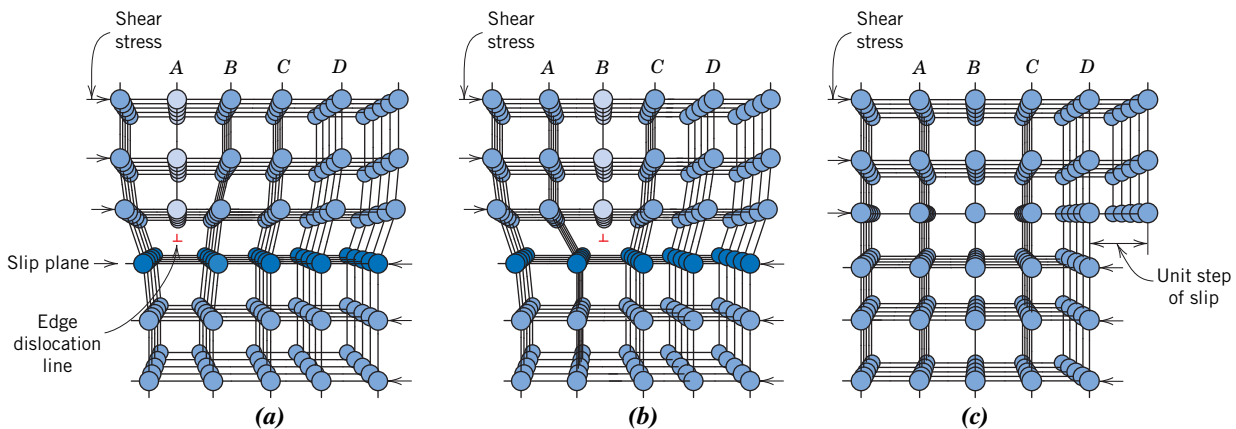 Shear
stress
A B C D
Slip plane
Edge
dislocation
line
(a)
Shear
stress
A B C D
(b)
Shear
stress
A B C D
Unit step
of slip
(c)